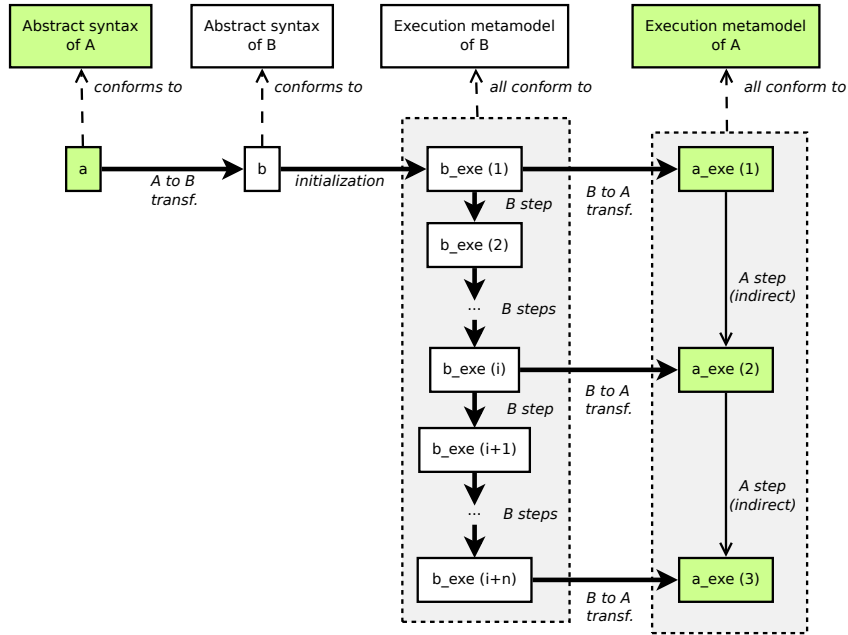 Abstract syntax
of A
Abstract syntax
of B
Execution metamodel
of B
Execution metamodel
of A
conforms to
conforms to
all conform to
all conform to
a
A to B
transf.
b
initialization
b_exe (1)
B to A
transf.
a_exe (1)
B step
b_exe (2)
A step
(indirect)
...
B steps
b_exe (i)
B to A
transf.
a_exe (2)
B step
b_exe (i+1)
A step
(indirect)
...
B steps
b_exe (i+n)
B to A
transf.
a_exe (3)